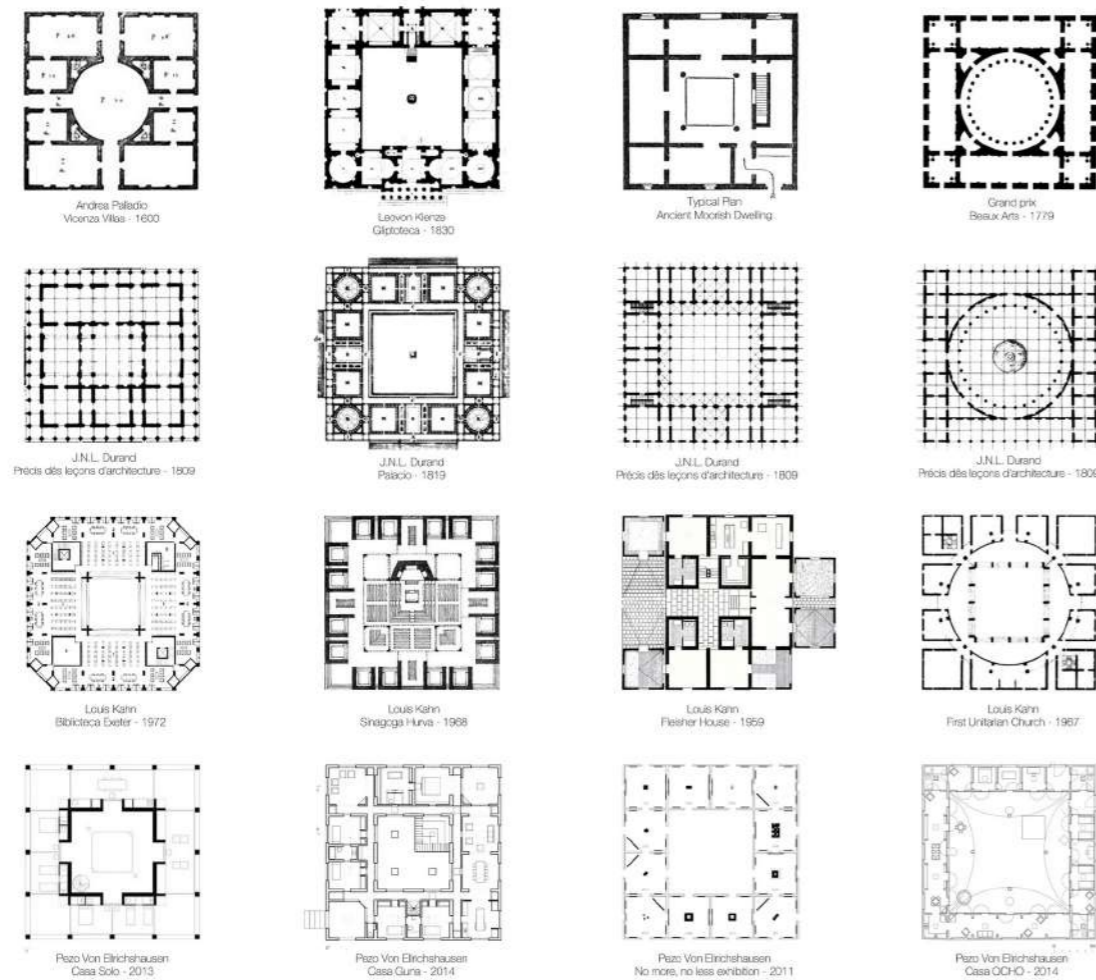 Andrea Palladio
Vicenza Villas - 1600
Leovon Klenze
Gliptoteca - 1830
Typical Plan
Ancient Moorish Dwelling
Grand prix
Beaux Arts - 1779
J.N.L. Durand
Précis dês leçons d'architecture - 1809
J.N.L. Durand
Palacio - 1819
J.N.L. Durand
Précis dês leçons d'architecture - 1809
J.N.L. Durand
Précis dês leçons d'architecture - 1809
Louis Kahn
Biblioteca Exeter - 1972
Louis Kahn
Sinagoga Hurva - 1968
Louis Kahn
Fleisher House - 1959
Louis Kahn
First Unitarian Church - 1967
Pezo Von Ellrichshausen
Casa Solo - 2013
Pezo Von Ellrichshausen
Casa Guna - 2014
Pezo Von Ellrichshausen
No more, no less exhibition - 2011
Pezo Von Ellrichshausen
Casa OCHO - 2014